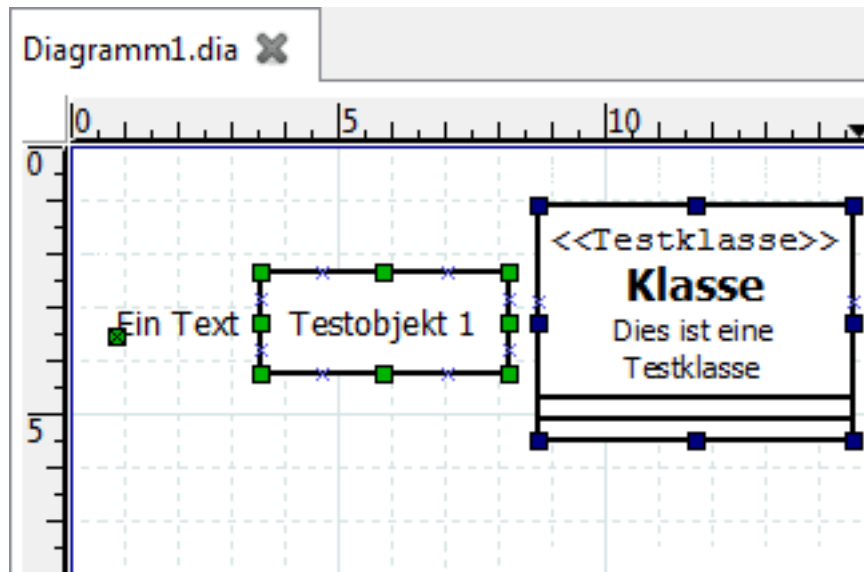 Diagramm1.dia
0 5 10
0
<<Testklasse>>
Klasse
Ein Text Testobjekt 1
Dies ist eine
Testklasse
5